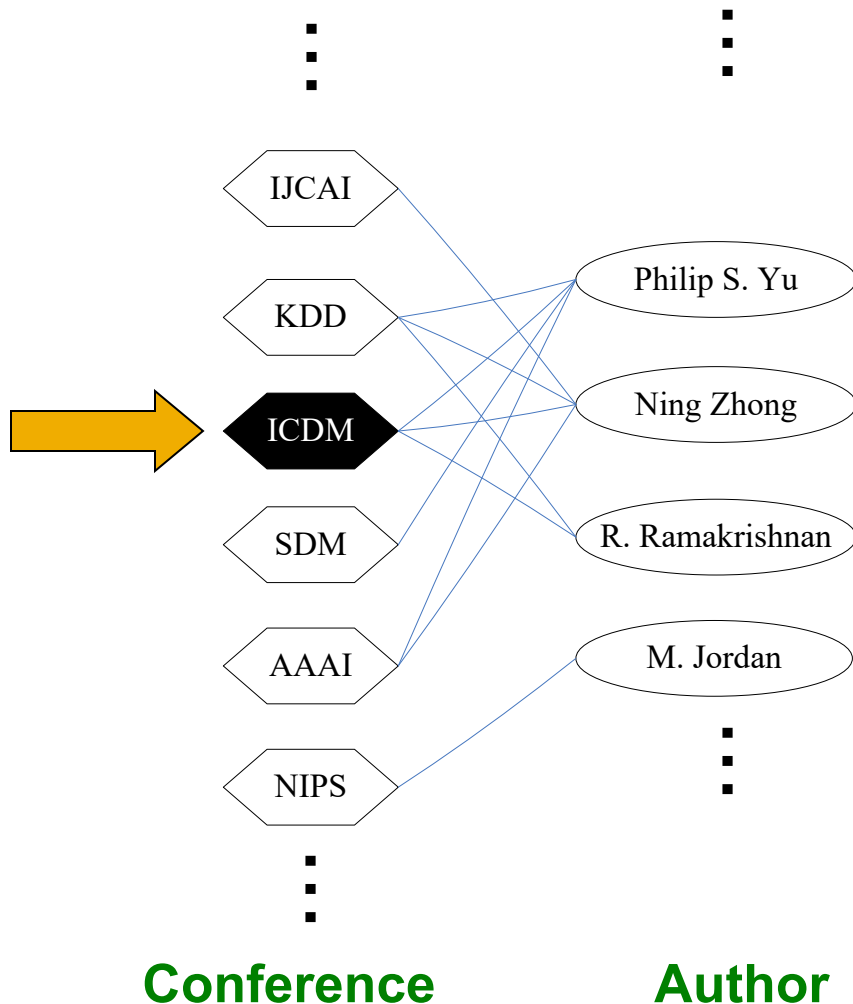 IJCAI
KDD
ICDM
SDM
AAAI
NIPS
Philip S. Yu
Ning Zhong
R. Ramakrishnan
M. Jordan
Conference
Author